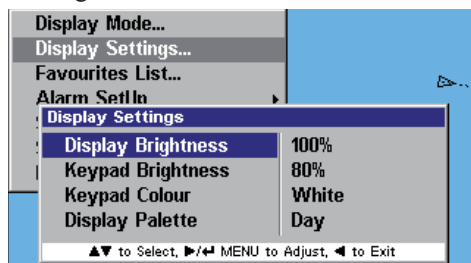 Display Mode...
Display Settings...
Favourites List...
Alarm SetUp
Display Settings
Display Brightness 100%
Keypad Brightness 80%
Keypad Colour White
Display Palette Day
▲▼ to Select, ▶/↵ MENU to Adjust, ◀ to Exit